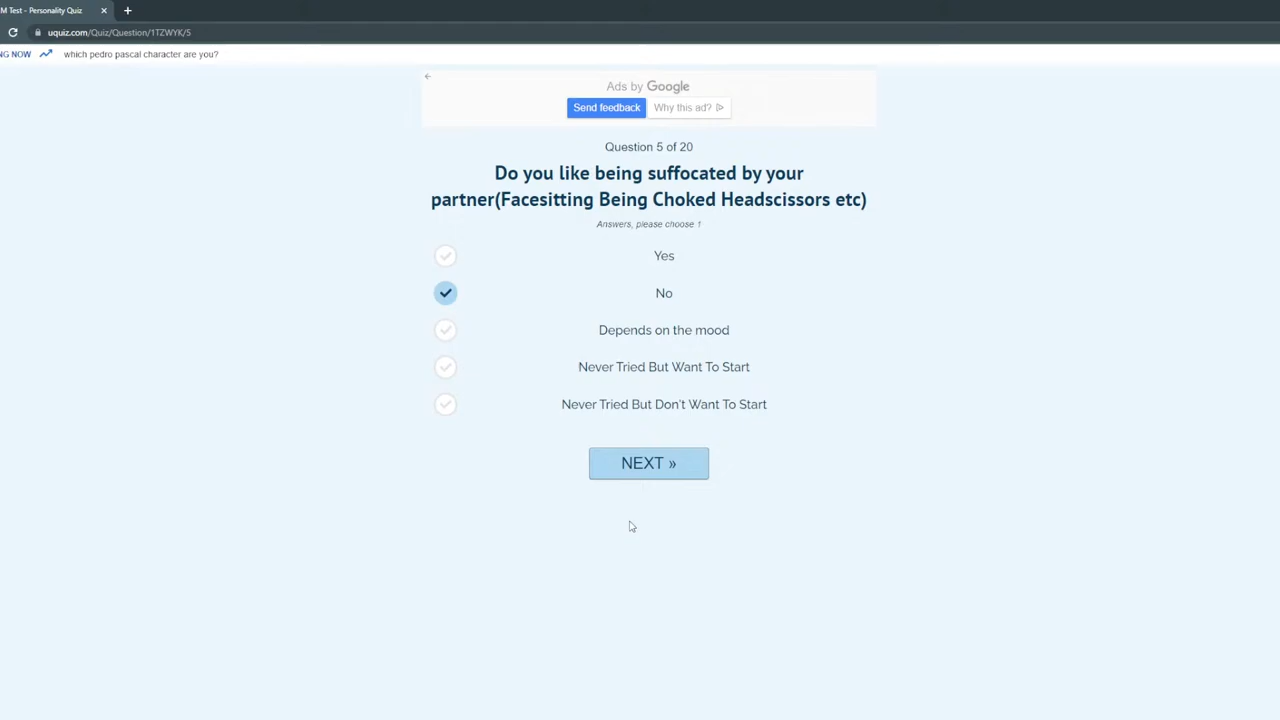 M Test - Personality Quiz
uquiz.com/Quiz/Question/1TZWYK/5
NG NOW which pedro pascal character are you?
Ads by Google
Send feedback Why this ad?
Question 5 of 20
Do you like being suffocated by your
partner(Facesitting Being Choked Headscissors etc)
Answers, please choose 1
Yes
No
Depends on the mood
Never Tried But Want To Start
Never Tried But Don't Want To Start
NEXT »